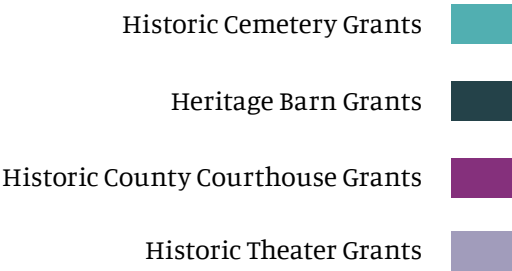 Historic Cemetery Grants
Heritage Barn Grants
Historic County Courthouse Grants
Historic Theater Grants